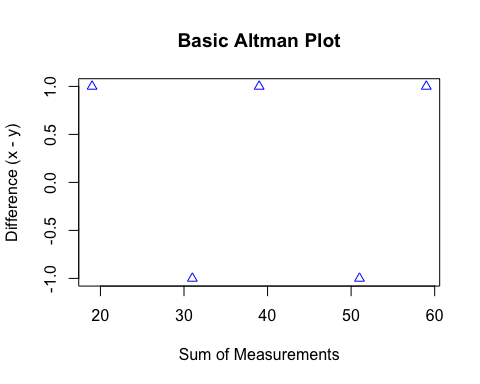 Basic Altman Plot
Difference (x - y)
1.0
0.5
0.0
-0.5
-1.0
20 30 40 50 60
Sum of Measurements